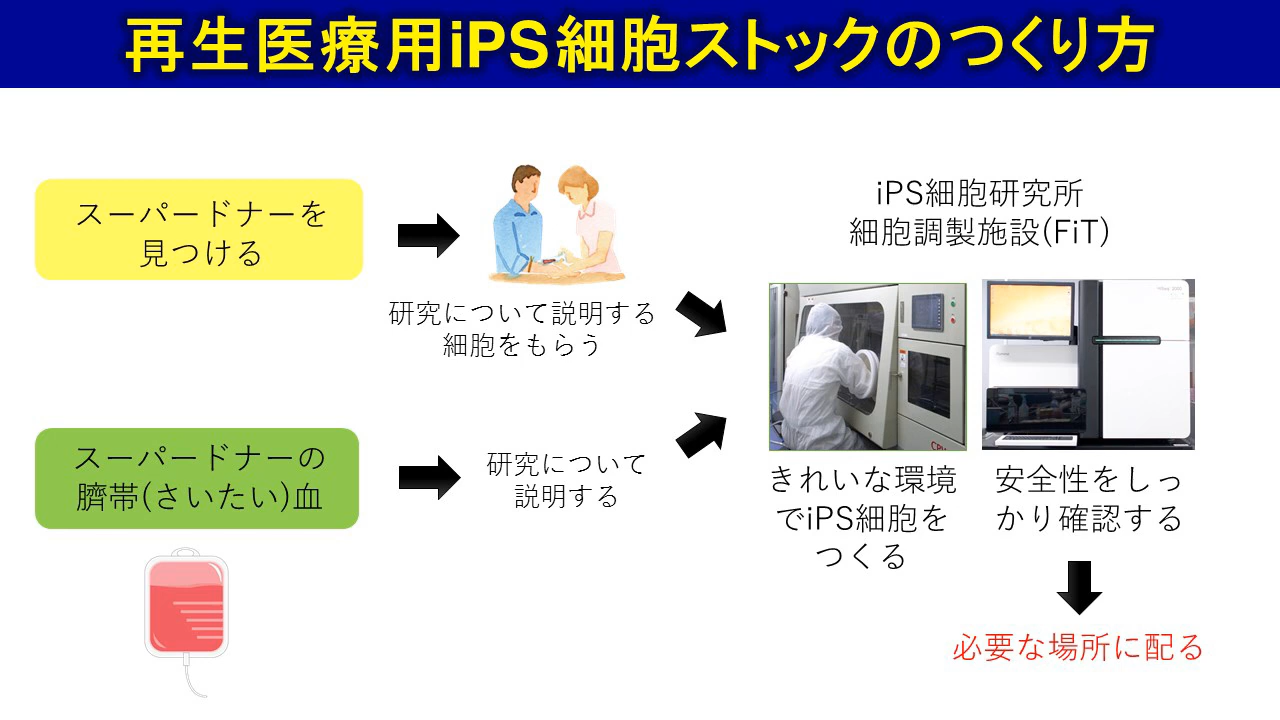 再生医療用iPS細胞ストックのつくり方
スーパードナーを
見つける
研究について説明する
細胞をもらう
スーパードナーの
臍帯(さいたい)血
研究について
説明する
iPS細胞研究所
細胞調製施設(FiT)
きれいな環境
でiPS細胞を
つくる
安全性をしっ
かり確認する
必要な場所に配る